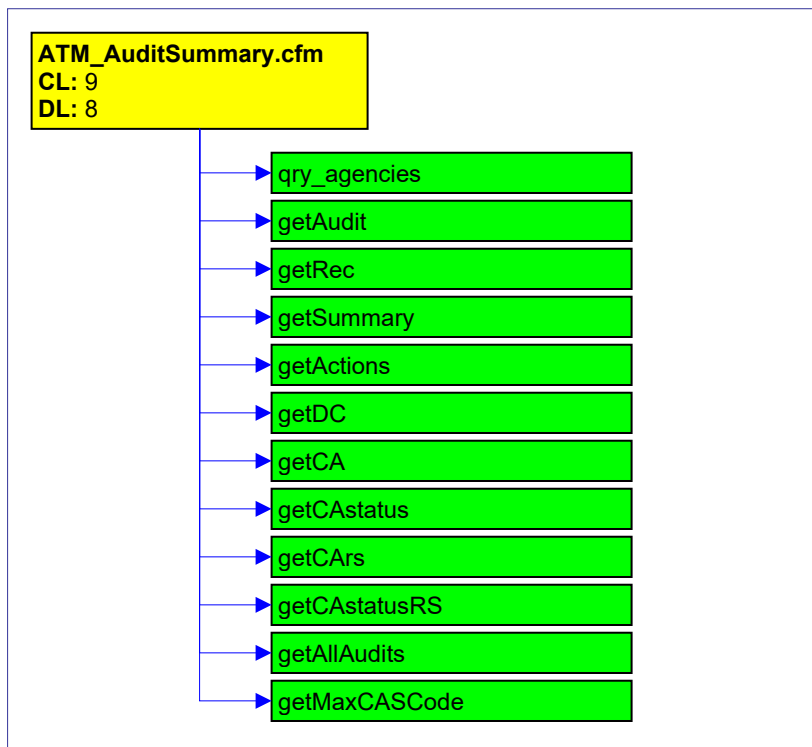 ATM_AuditSummary.cfm
CL: 9
DL: 8
qry_agencies
getAudit
getRec
getSummary
getActions
getDC
getCA
getCAstatus
getCArs
getCAstatusRS
getAllAudits
getMaxCASCode